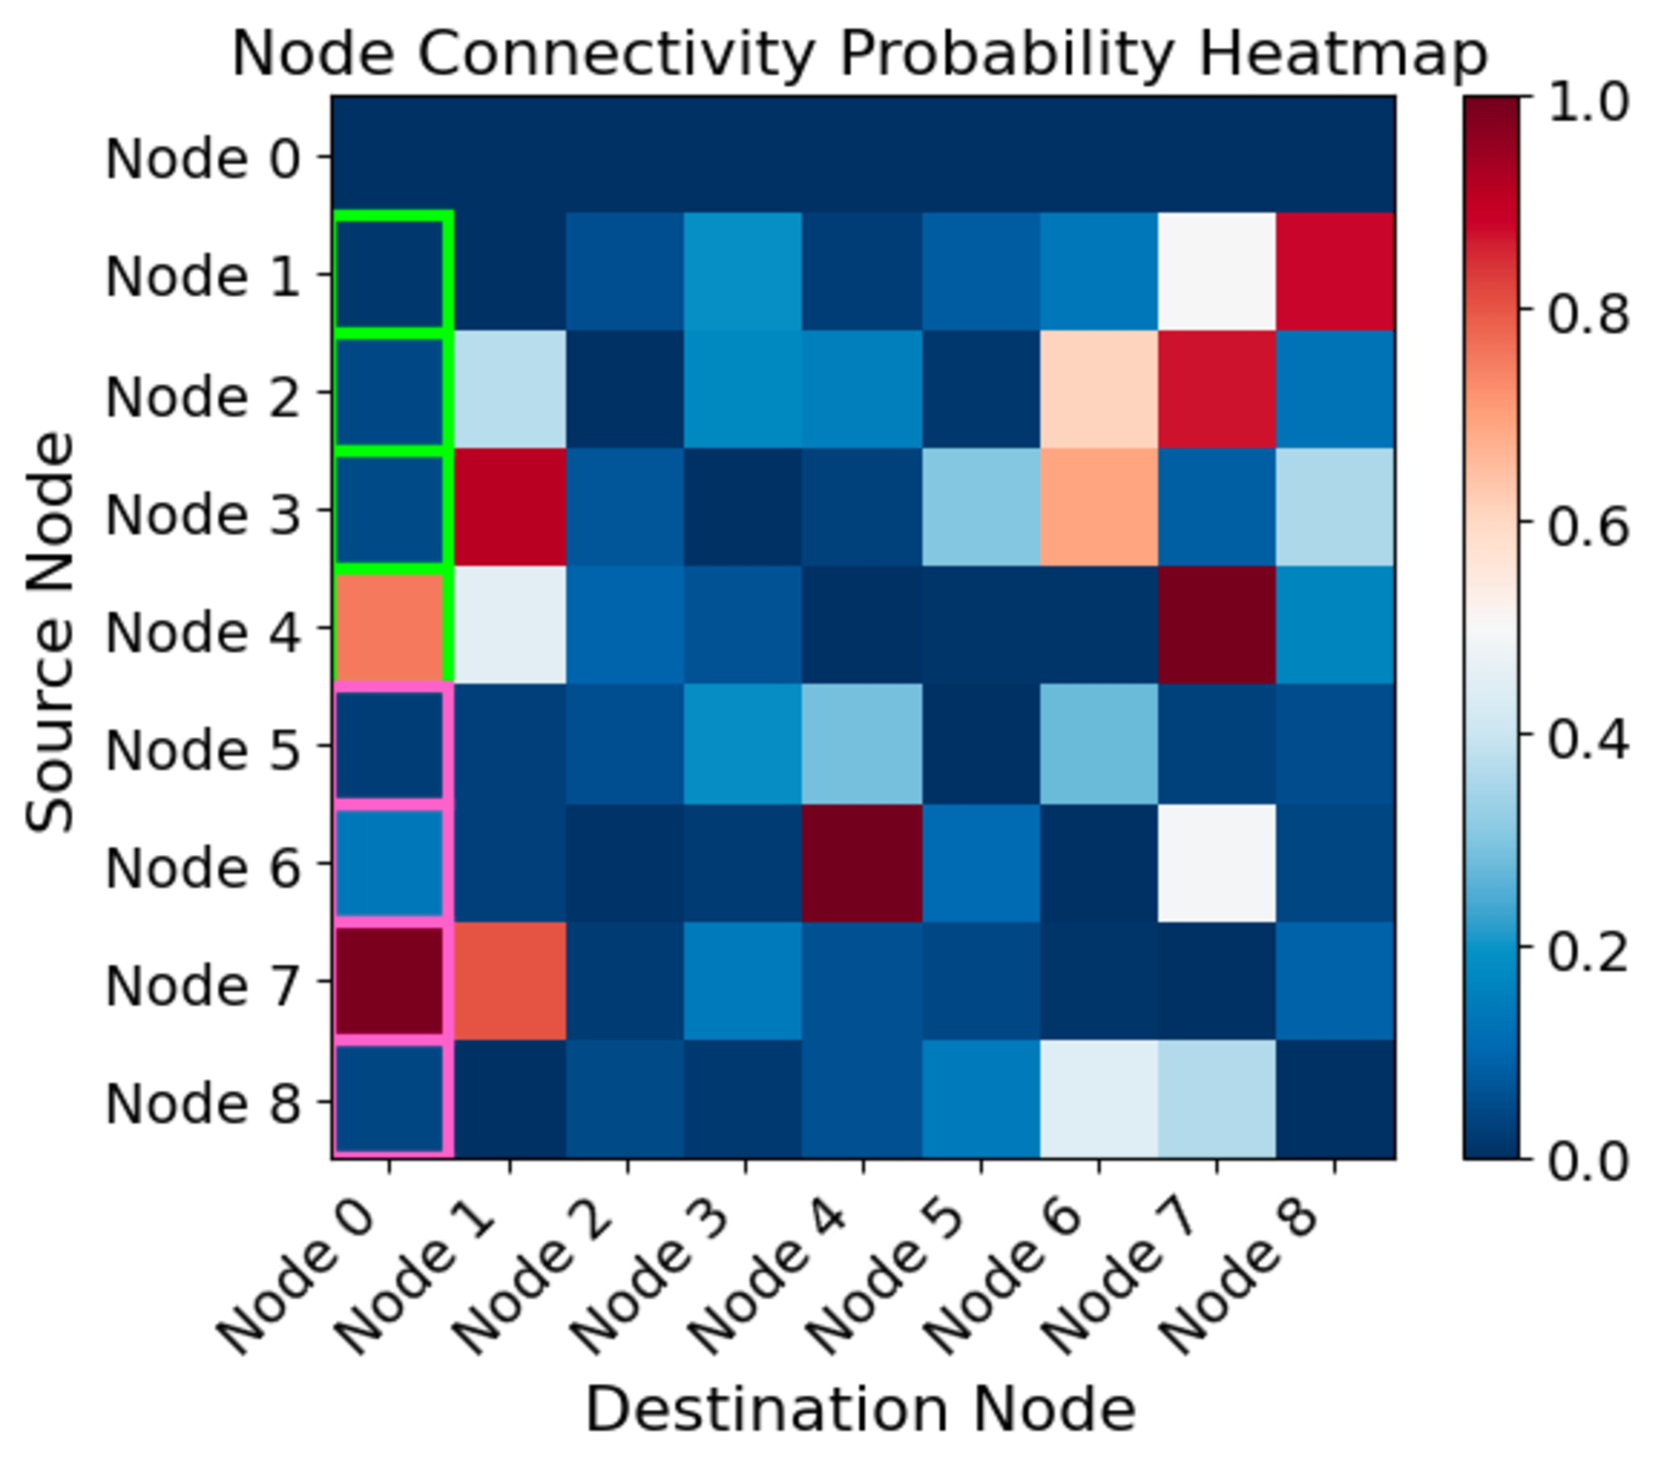 Node Connectivity Probability Heatmap
Source Node
Node 0
Node 1
Node 2
Node 3
Node 4
Node 5
Node 6
Node 7
Node 8
Node 0
Node 1
Node 2
Node 3
Node 4
Node 5
Node 6
Node 7
Node 8
Destination Node
1.0
0.8
0.6
0.4
0.2
0.0